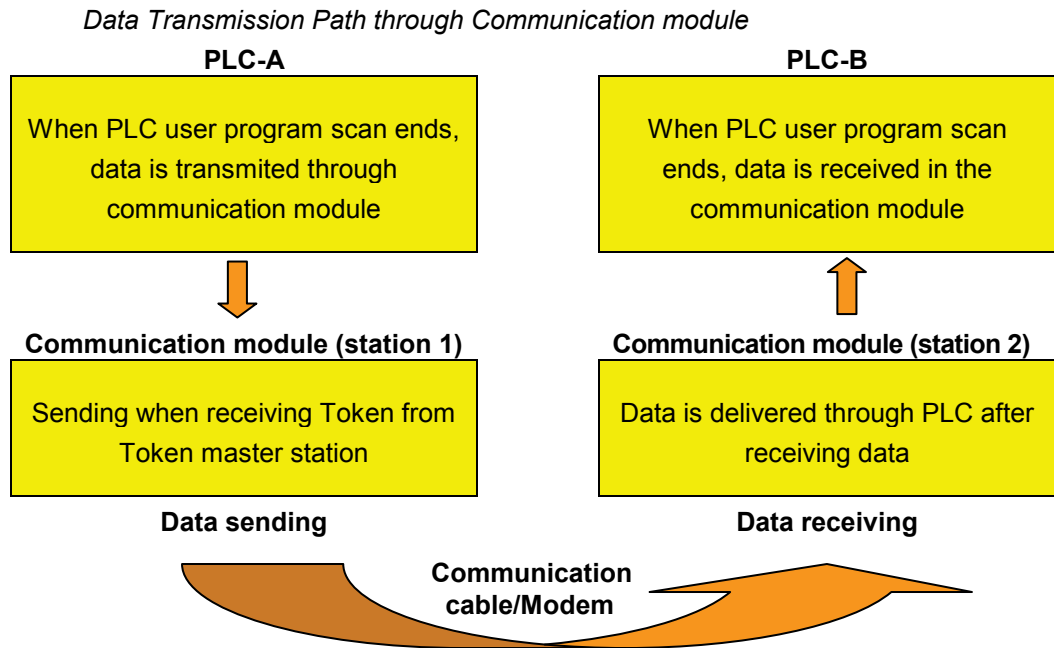 Data Transmission Path through Communication module
PLC-A
When PLC user program scan ends,
data is transmited through
communication module
Communication module (station 1)
Sending when receiving Token from
Token master station
Data sending
PLC-B
When PLC user program scan
ends, data is received in the
communication module
Communication module (station 2)
Data is delivered through PLC after
receiving data
Data receiving
Communication
cable/Modem